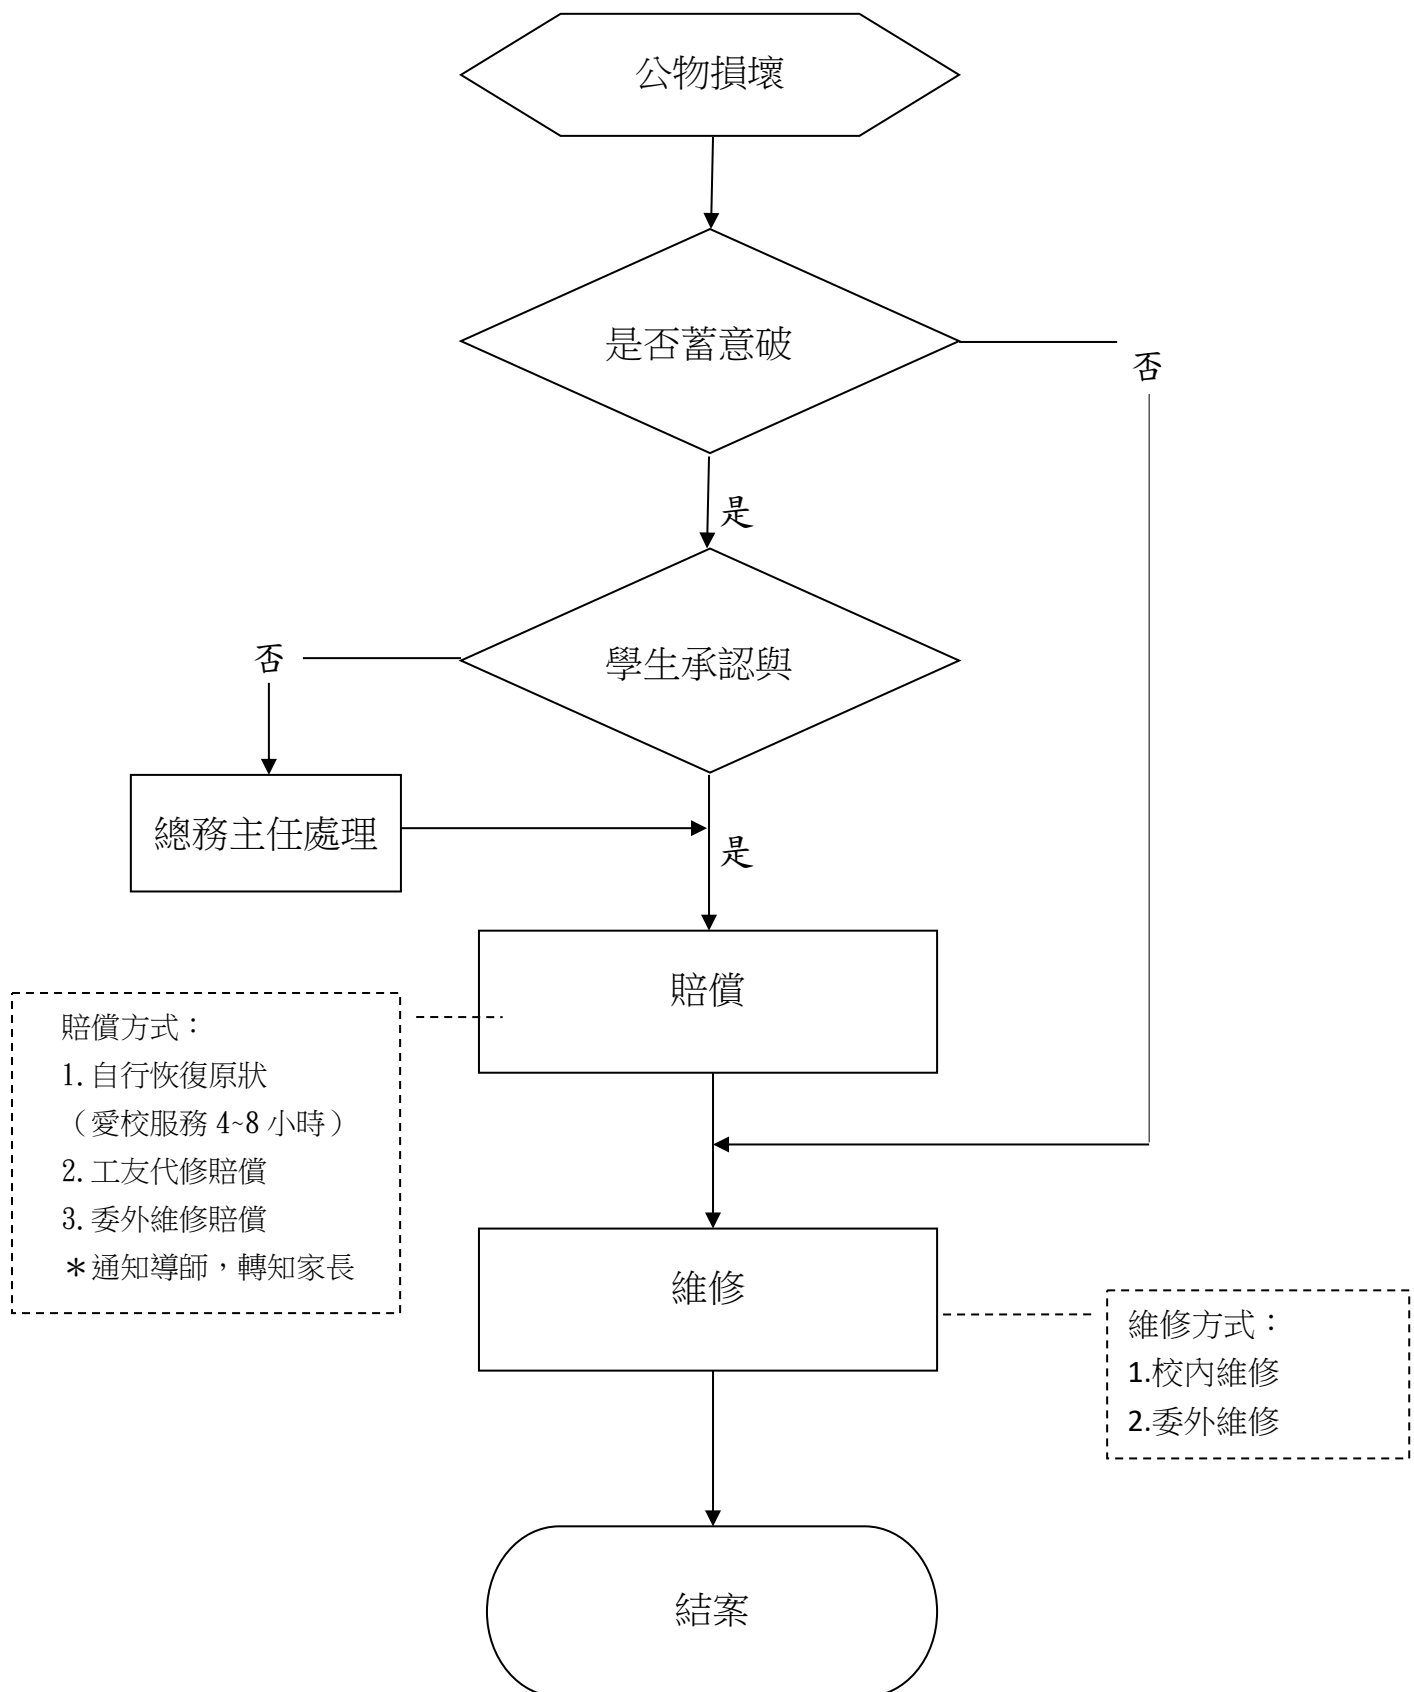 公物損壞
是否蓄意破
否
是
學生承認與
否
總務主任處理
是
賠償
賠償方式：
1.自行恢復原狀
（愛校服務 4~8 小時）
2.工友代修賠償
3.委外維修賠償
＊通知導師，轉知家長
維修
維修方式：
1.校內維修
2.委外維修
結案